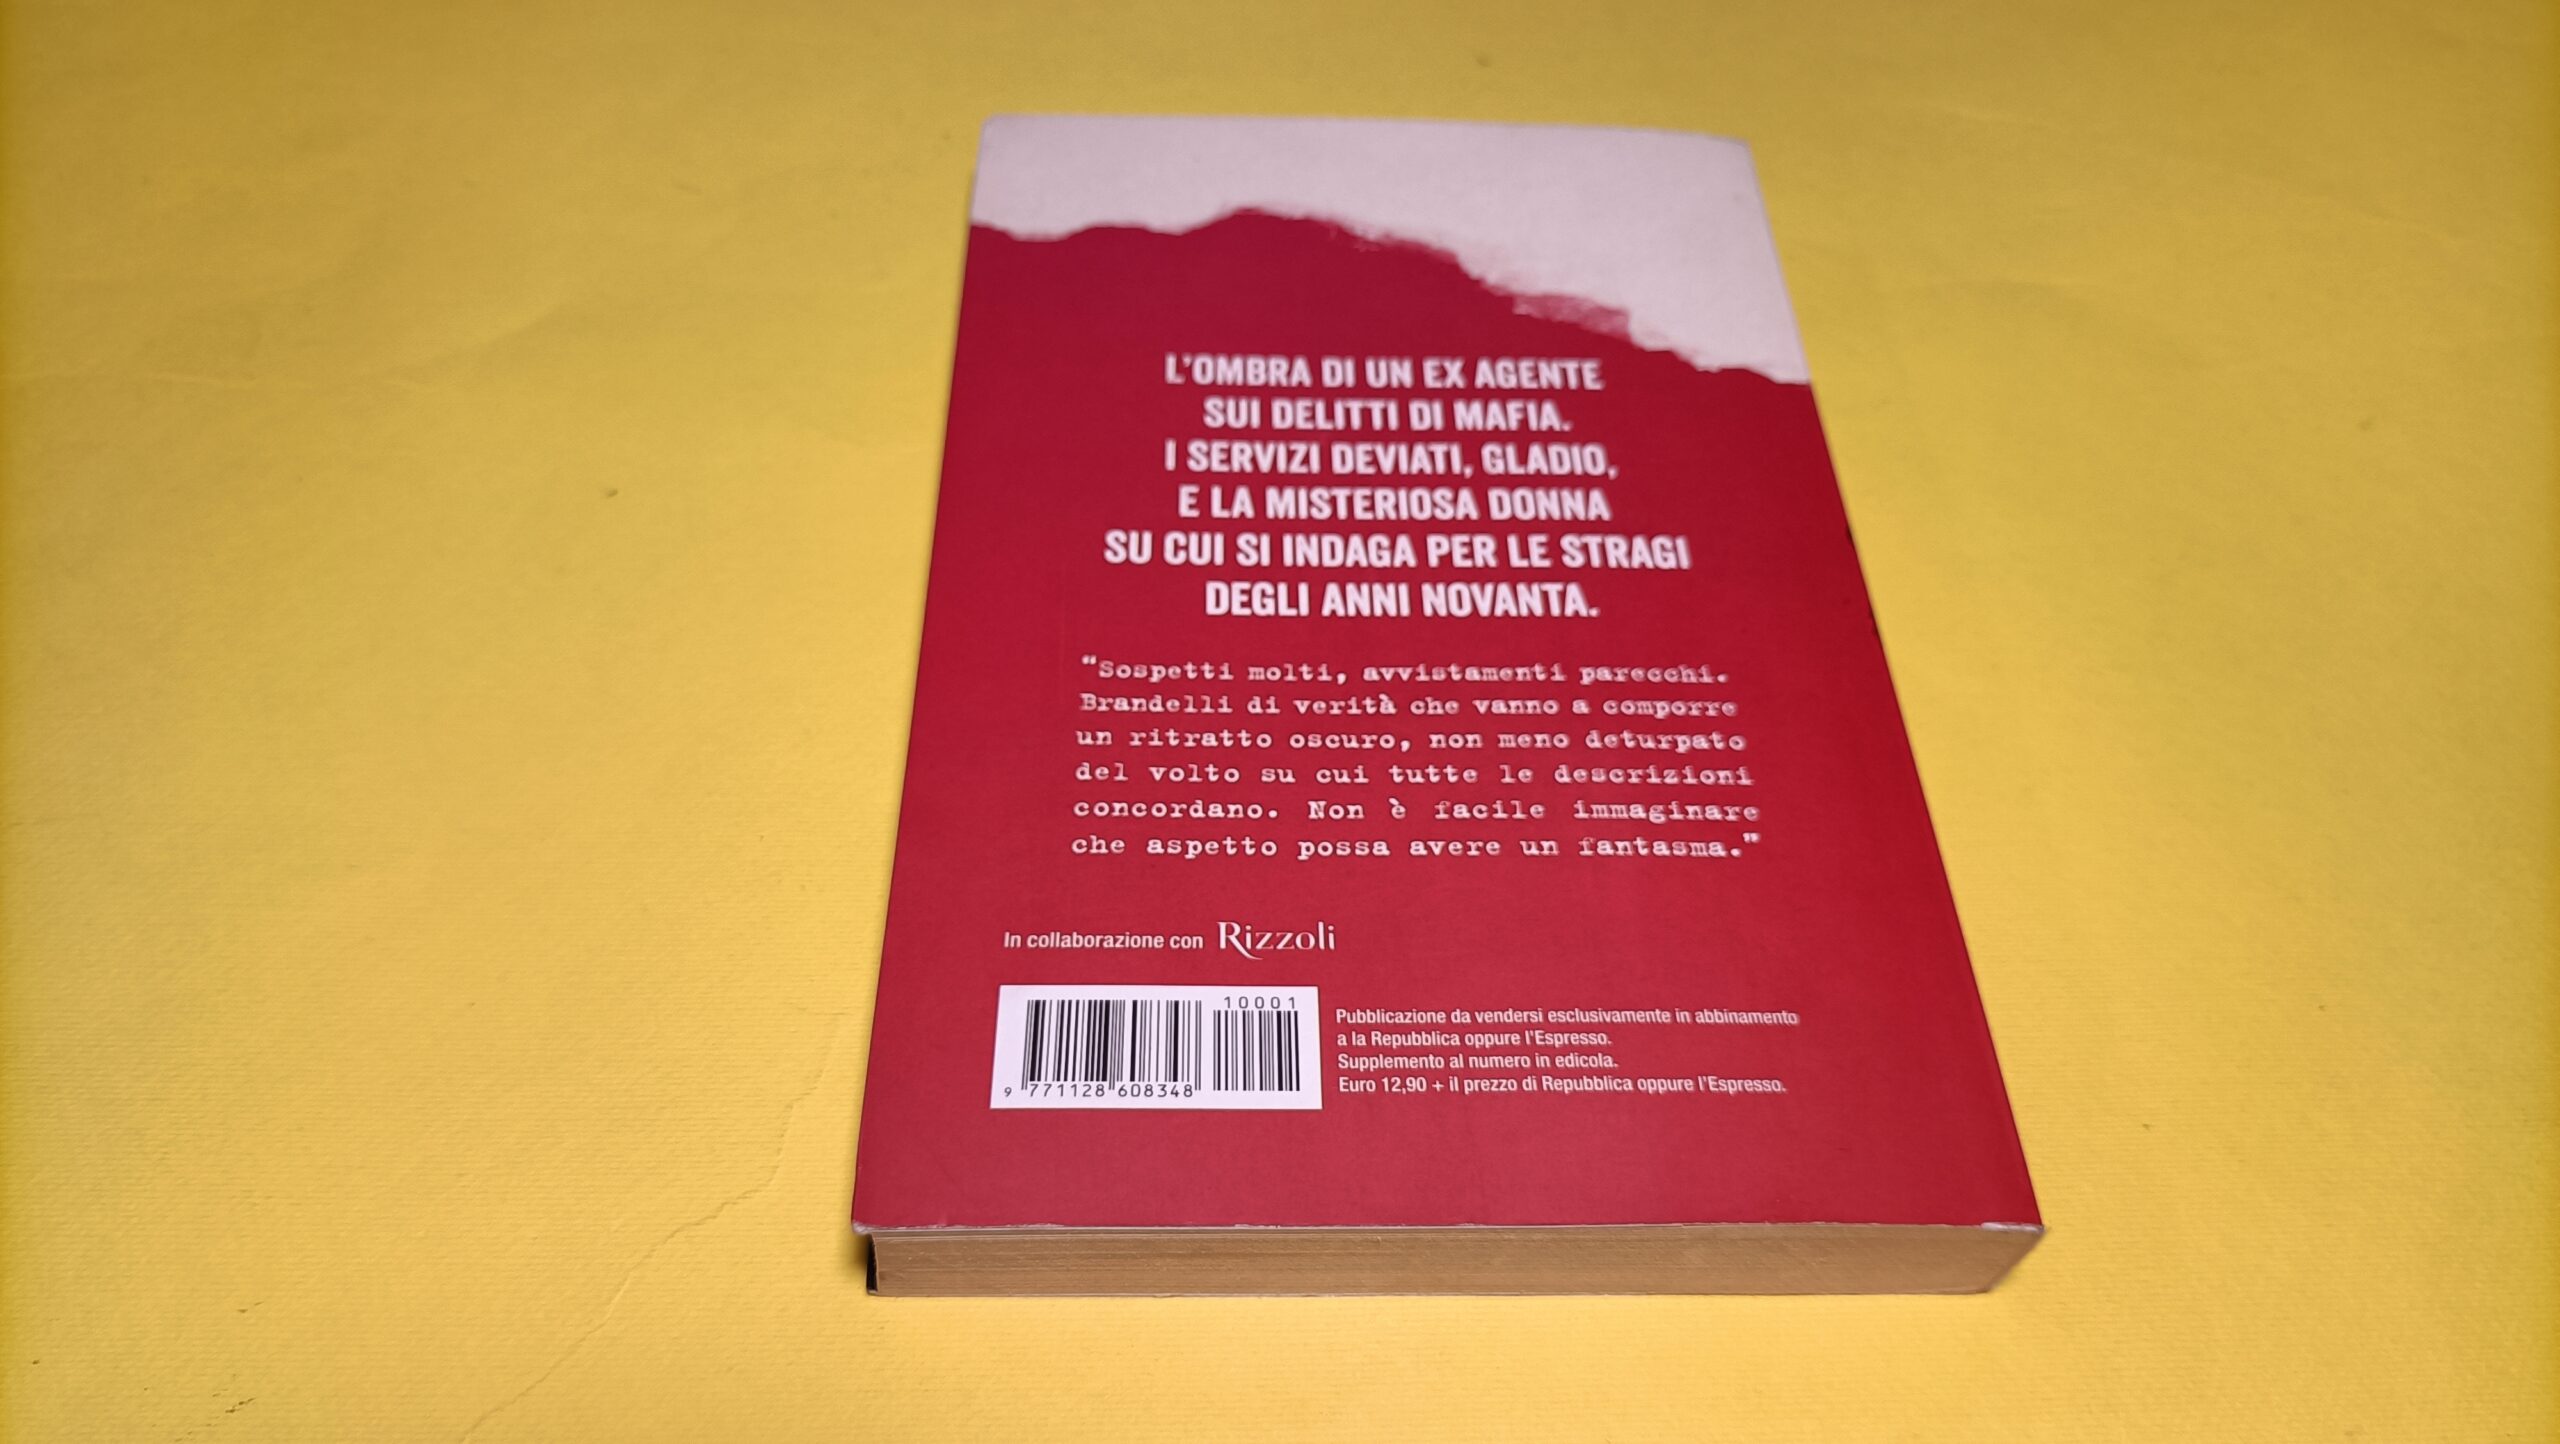 L'OMBRA DI UN EX AGENTE
SUI DELITTI DI MAFIA.
I SERVIZI DEVIATI, GLADIO,
E LA MISTERIOSA DONNA
SU CUI SI INDAGA PER LE STRAGI
DEGLI ANNI NOVANTA.
"Sospetti molti, avvistamenti parecchi.
Brandelli di verità che vanno a comporre
un ritratto oscuro, non meno deturpato
del volto su cui tutte le descrizioni
concordano. Non è facile immaginare
che aspetto possa avere un fantasma."
In collaborazione con Rizzoli
10001
9 771128 608348
Pubblicazione da vendersi esclusivamente in abbinamento
a la Repubblica oppure l'Espresso.
Supplemento al numero in edicola.
Euro 12,90 + il prezzo di Repubblica oppure l'Espresso.